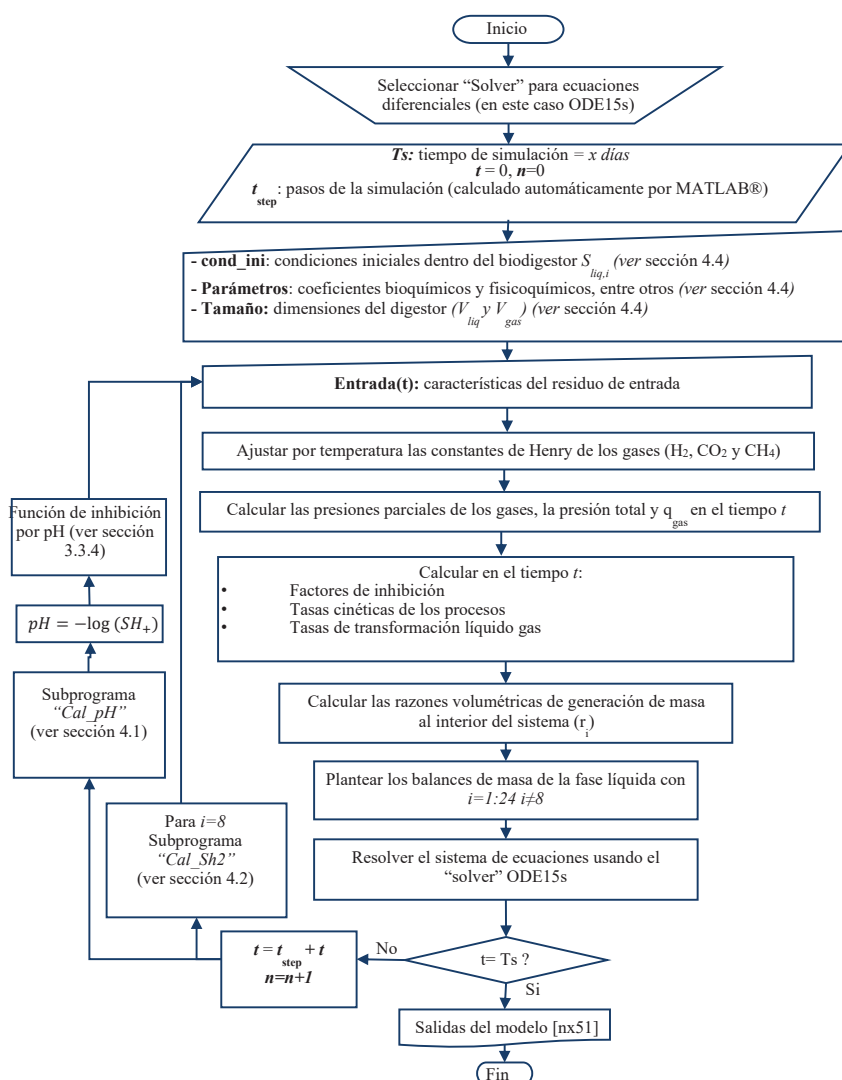 Inicio
Seleccionar “Solver” para ecuaciones
diferenciales (en este caso ODE15s)
Ts: tiempo de simulación = x días
t = 0, n=0
t_step: pasos de la simulación (calculado automáticamente por MATLAB®)
- cond_ini: condiciones iniciales dentro del biodigestor S_liq,i (ver sección 4.4)
- Parámetros: coeficientes bioquímicos y fisicoquímicos, entre otros (ver sección 4.4)
- Tamaño: dimensiones del digestor (V_liq y V_gas) (ver sección 4.4)
Entrada(t): características del residuo de entrada
Ajustar por temperatura las constantes de Henry de los gases (H₂, CO₂ y CH₄)
Calcular las presiones parciales de los gases, la presión total y q_gas en el tiempo t
Calcular en el tiempo t:
• Factores de inhibición
• Tasas cinéticas de los procesos
• Tasas de transformación líquido gas
Calcular las razones volumétricas de generación de masa
al interior del sistema (r_i)
Plantear los balances de masa de la fase líquida con
i=1:24 i≠8
Resolver el sistema de ecuaciones usando el
“solver” ODE15s
t= Ts ?
No
Si
t = t_step + t
n=n+1
Para i=8
Subprograma
“Cal_Sh2”
(ver sección 4.2)
Subprograma
“Cal_pH”
(ver sección 4.1)
pH = −log (SH₊)
Función de inhibición
por pH (ver sección
3.3.4)
Salidas del modelo [nx51]
Fin